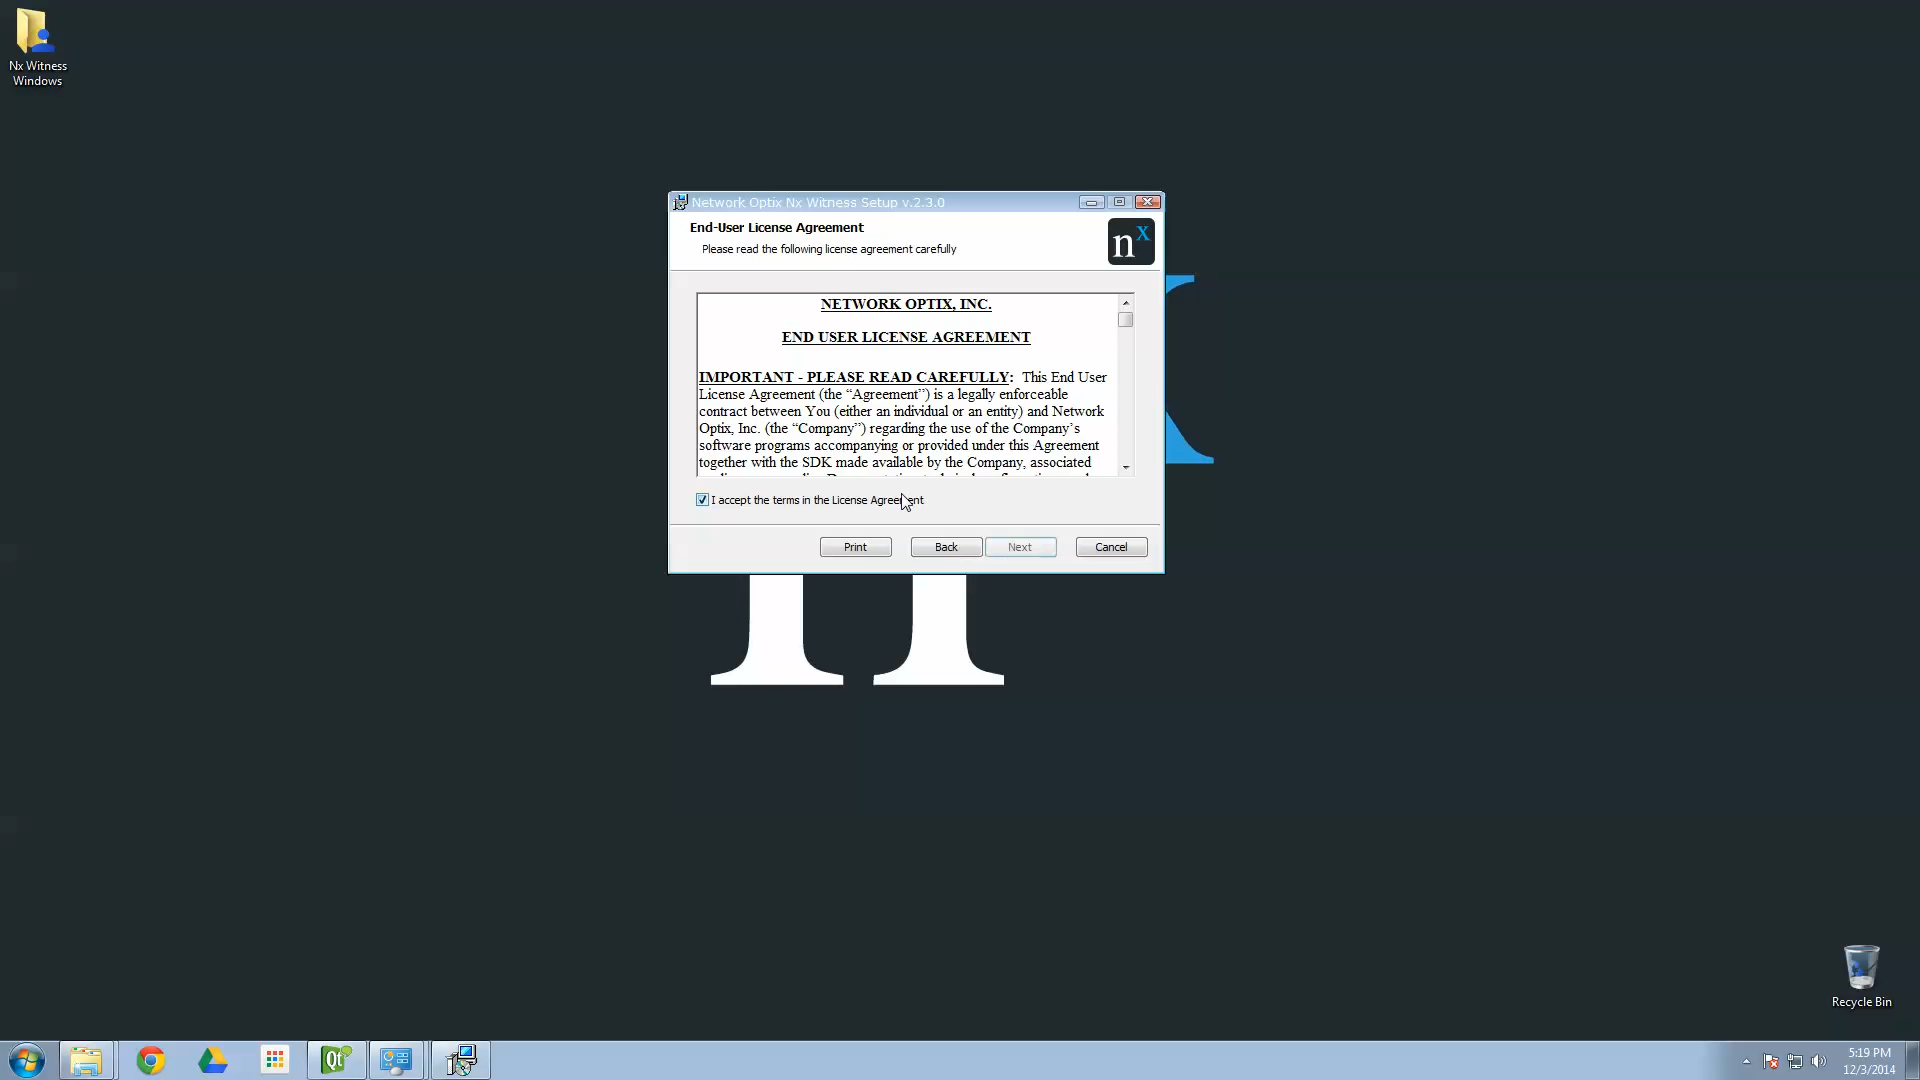 Nx Witness
Windows
Network Optix Nx Witness Setup v.2.3.0
End-User License Agreement
Please read the following license agreement carefully
nx
NETWORK OPTIX, INC.
END USER LICENSE AGREEMENT
IMPORTANT - PLEASE READ CAREFULLY: This End User
License Agreement (the “Agreement”) is a legally enforceable
contract between You (either an individual or an entity) and Network
Optix, Inc. (the “Company”) regarding the use of the Company’s
software programs accompanying or provided under this Agreement
together with the SDK made available by the Company, associated
I accept the terms in the License Agreement
Print
Back
Next
Cancel
Recycle Bin
Qt
5:19 PM
12/3/2014